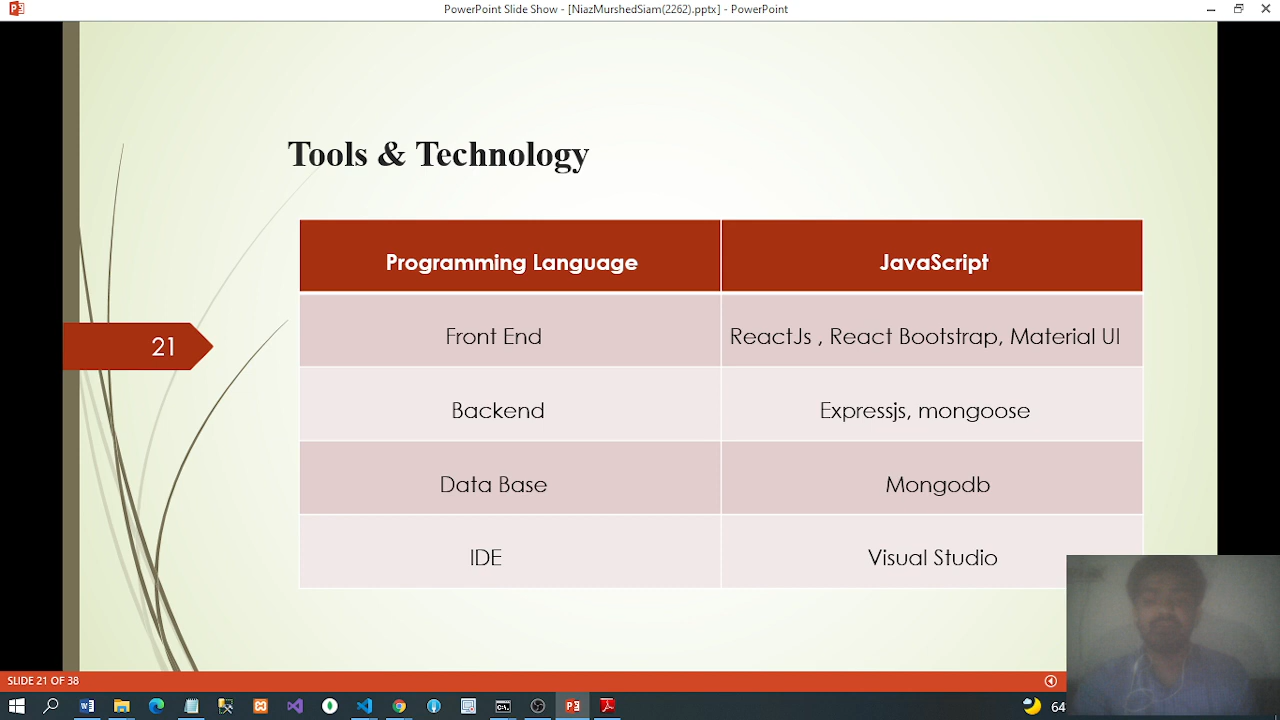 PowerPoint Slide Show - [NiazMurshedSiam(2262).pptx] - PowerPoint
Tools & Technology
Programming Language JavaScript
Front End ReactJs , React Bootstrap, Material UI
21
Backend Expressjs, mongoose
Data Base Mongodb
IDE Visual Studio
SLIDE 21 OF 38
64